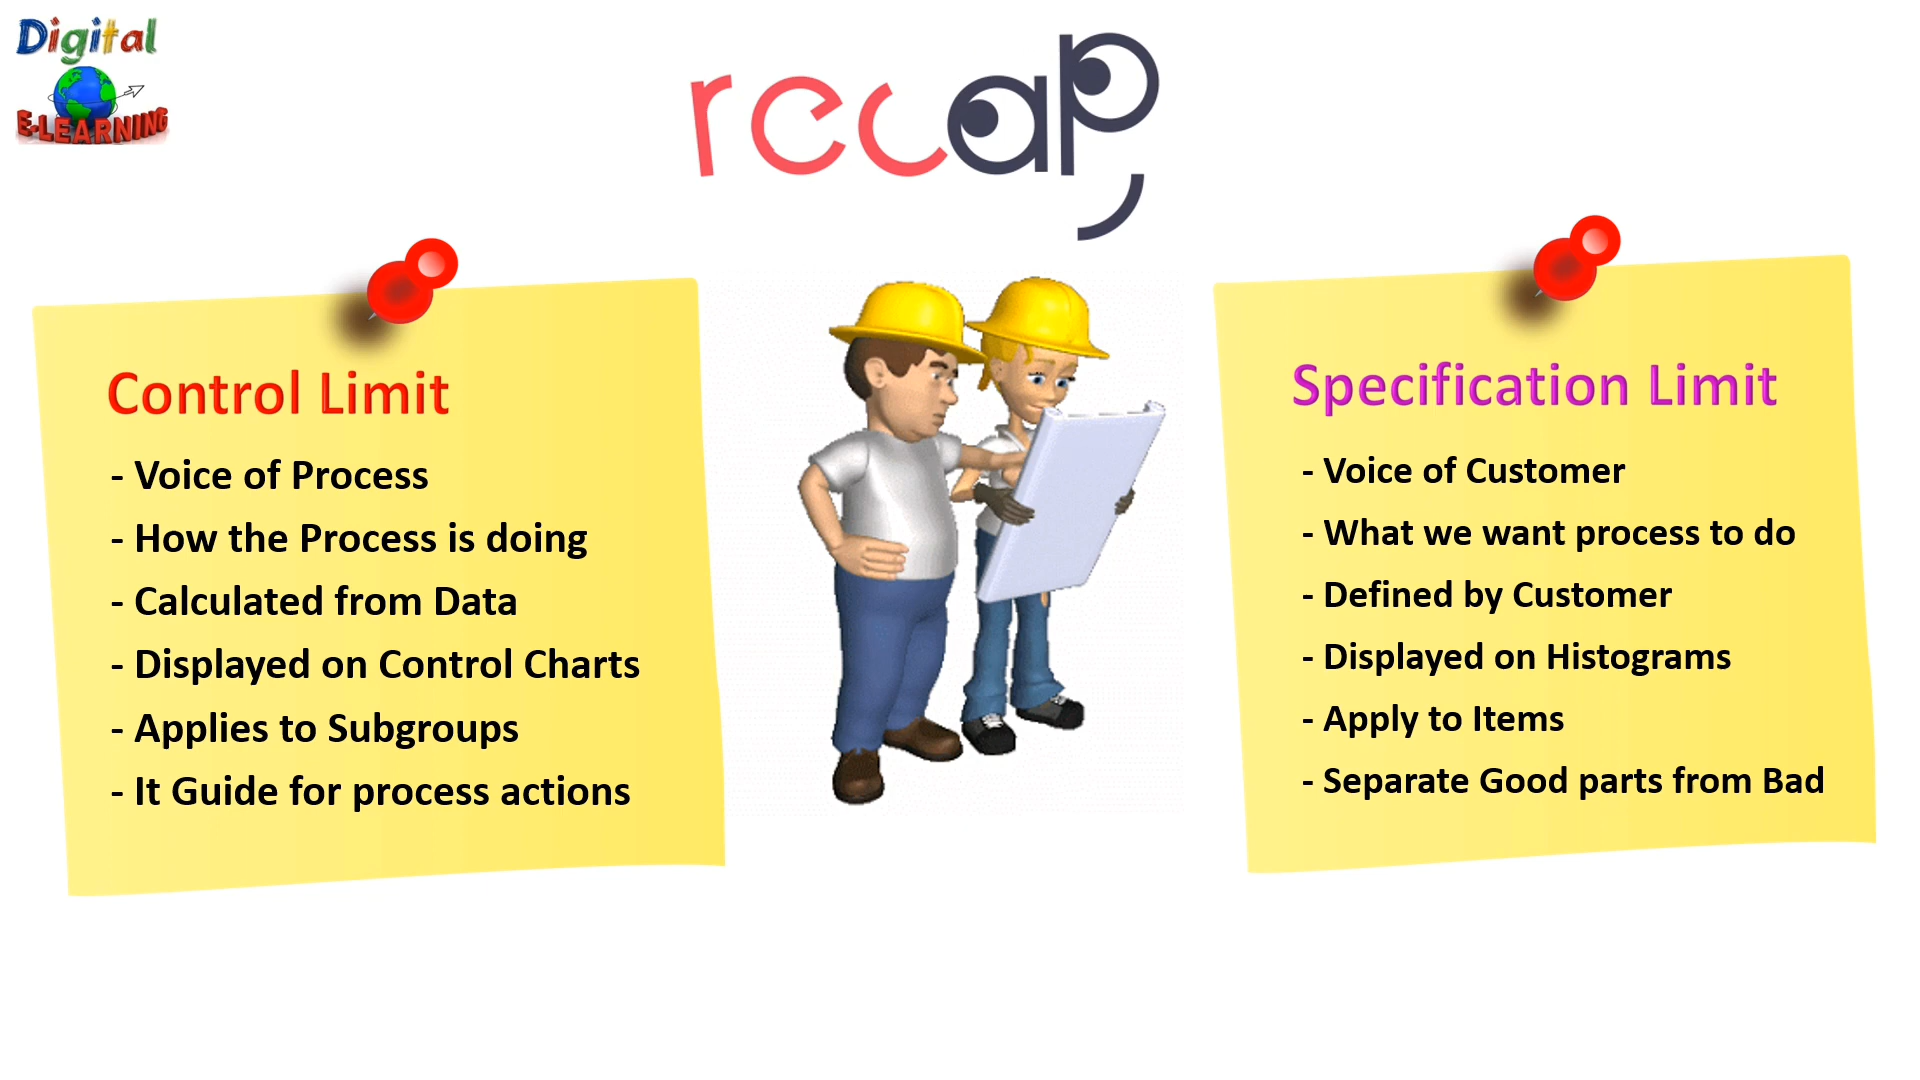 Digital
E-LEARNING
recap
Control Limit
- Voice of Process
- How the Process is doing
- Calculated from Data
- Displayed on Control Charts
- Applies to Subgroups
- It Guide for process actions
Specification Limit
- Voice of Customer
- What we want process to do
- Defined by Customer
- Displayed on Histograms
- Apply to Items
- Separate Good parts from Bad